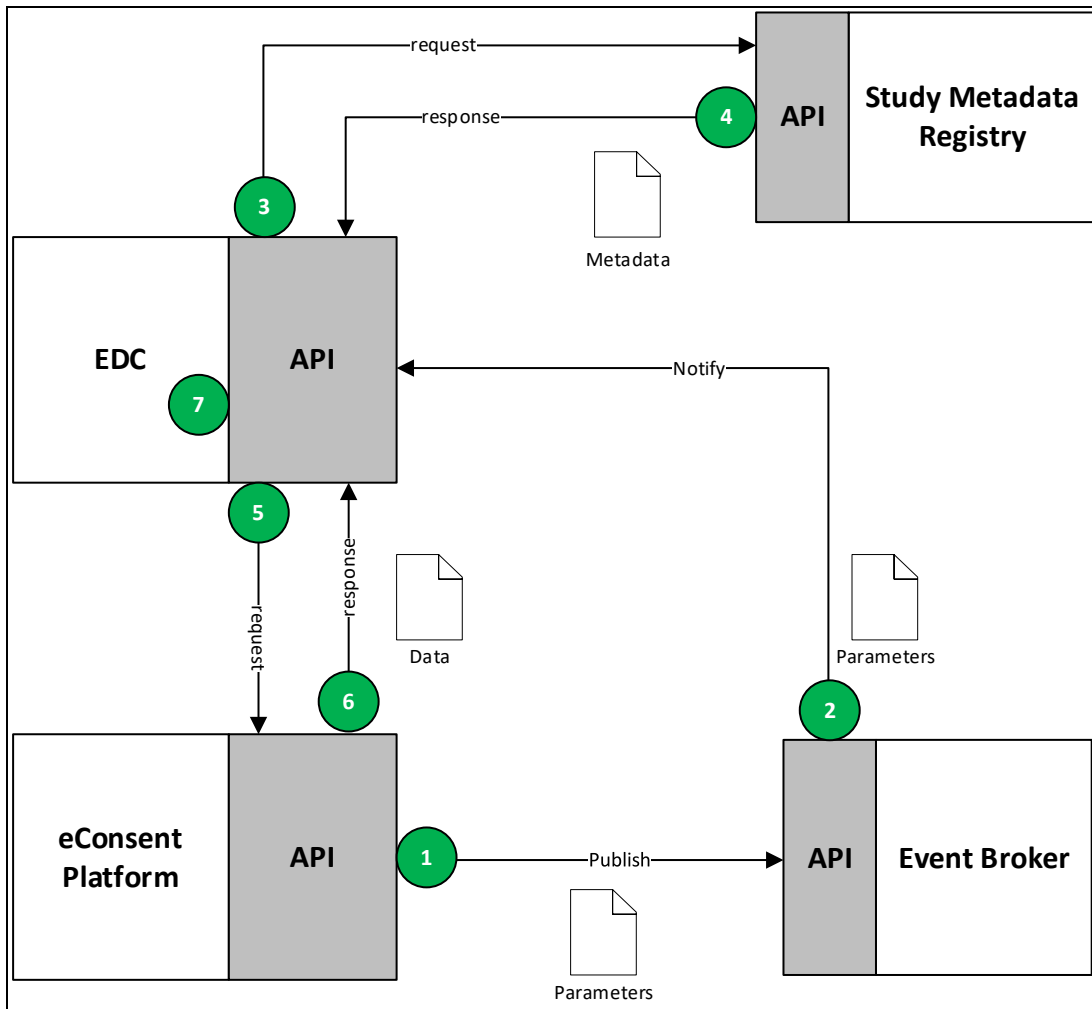 request
API
Study Metadata
Registry
4
response
Metadata
3
EDC
API
7
Notify
5
request
response
Data
6
Parameters
2
eConsent
Platform
API
1
Publish
Parameters
API
Event Broker